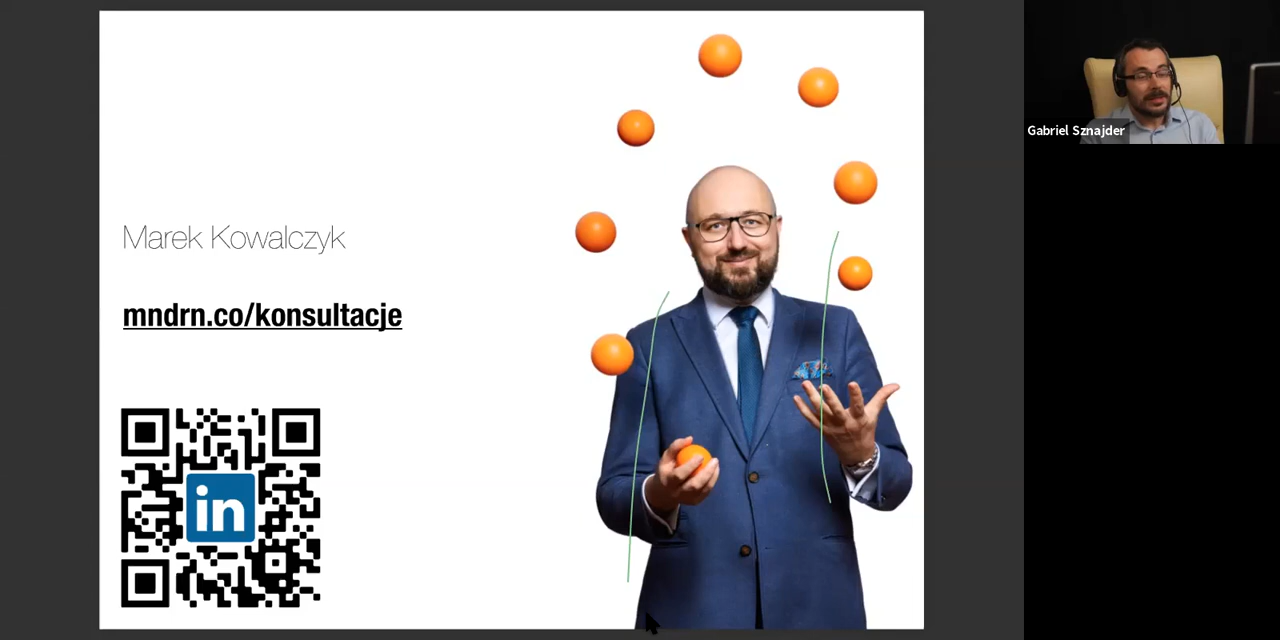 Marek Kowalczyk
mndrn.co/konsultacje
in
Gabriel Sznajder